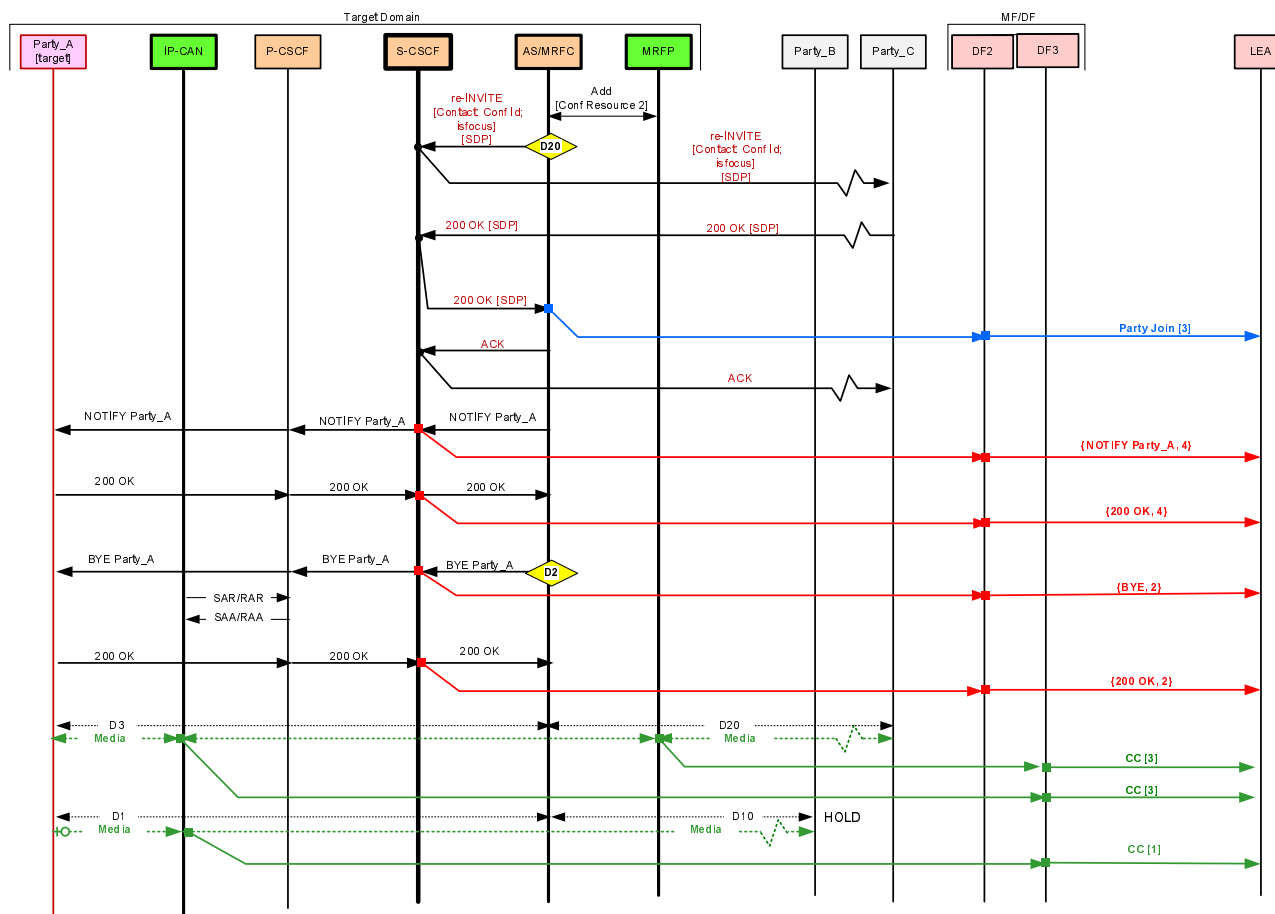 Target Domain
MF/DF
Party_A
[target]
IP-CAN
P-CSCF
S-CSCF
AS/MRFC
MRFP
Party_B
Party_C
DF2
DF3
LEA
re-INVITE
[Contact: Conf Id;
isfocus]
[SDP]
Add
[Conf Resource 2]
D20
re-INVITE
[Contact: Conf Id;
isfocus]
[SDP]
200 OK [SDP]
200 OK [SDP]
200 OK [SDP]
Party Join [3]
ACK
ACK
NOTIFY Party_A
NOTIFY Party_A
NOTIFY Party_A
{NOTIFY Party_A, 4}
200 OK
200 OK
200 OK
{200 OK, 4}
BYE Party_A
BYE Party_A
BYE Party_A
D2
{BYE, 2}
SAR/RAR
SAA/RAA
200 OK
200 OK
200 OK
{200 OK, 2}
D3
D20
Media
Media
CC [3]
CC [3]
D1
D10
HOLD
Media
Media
CC [1]